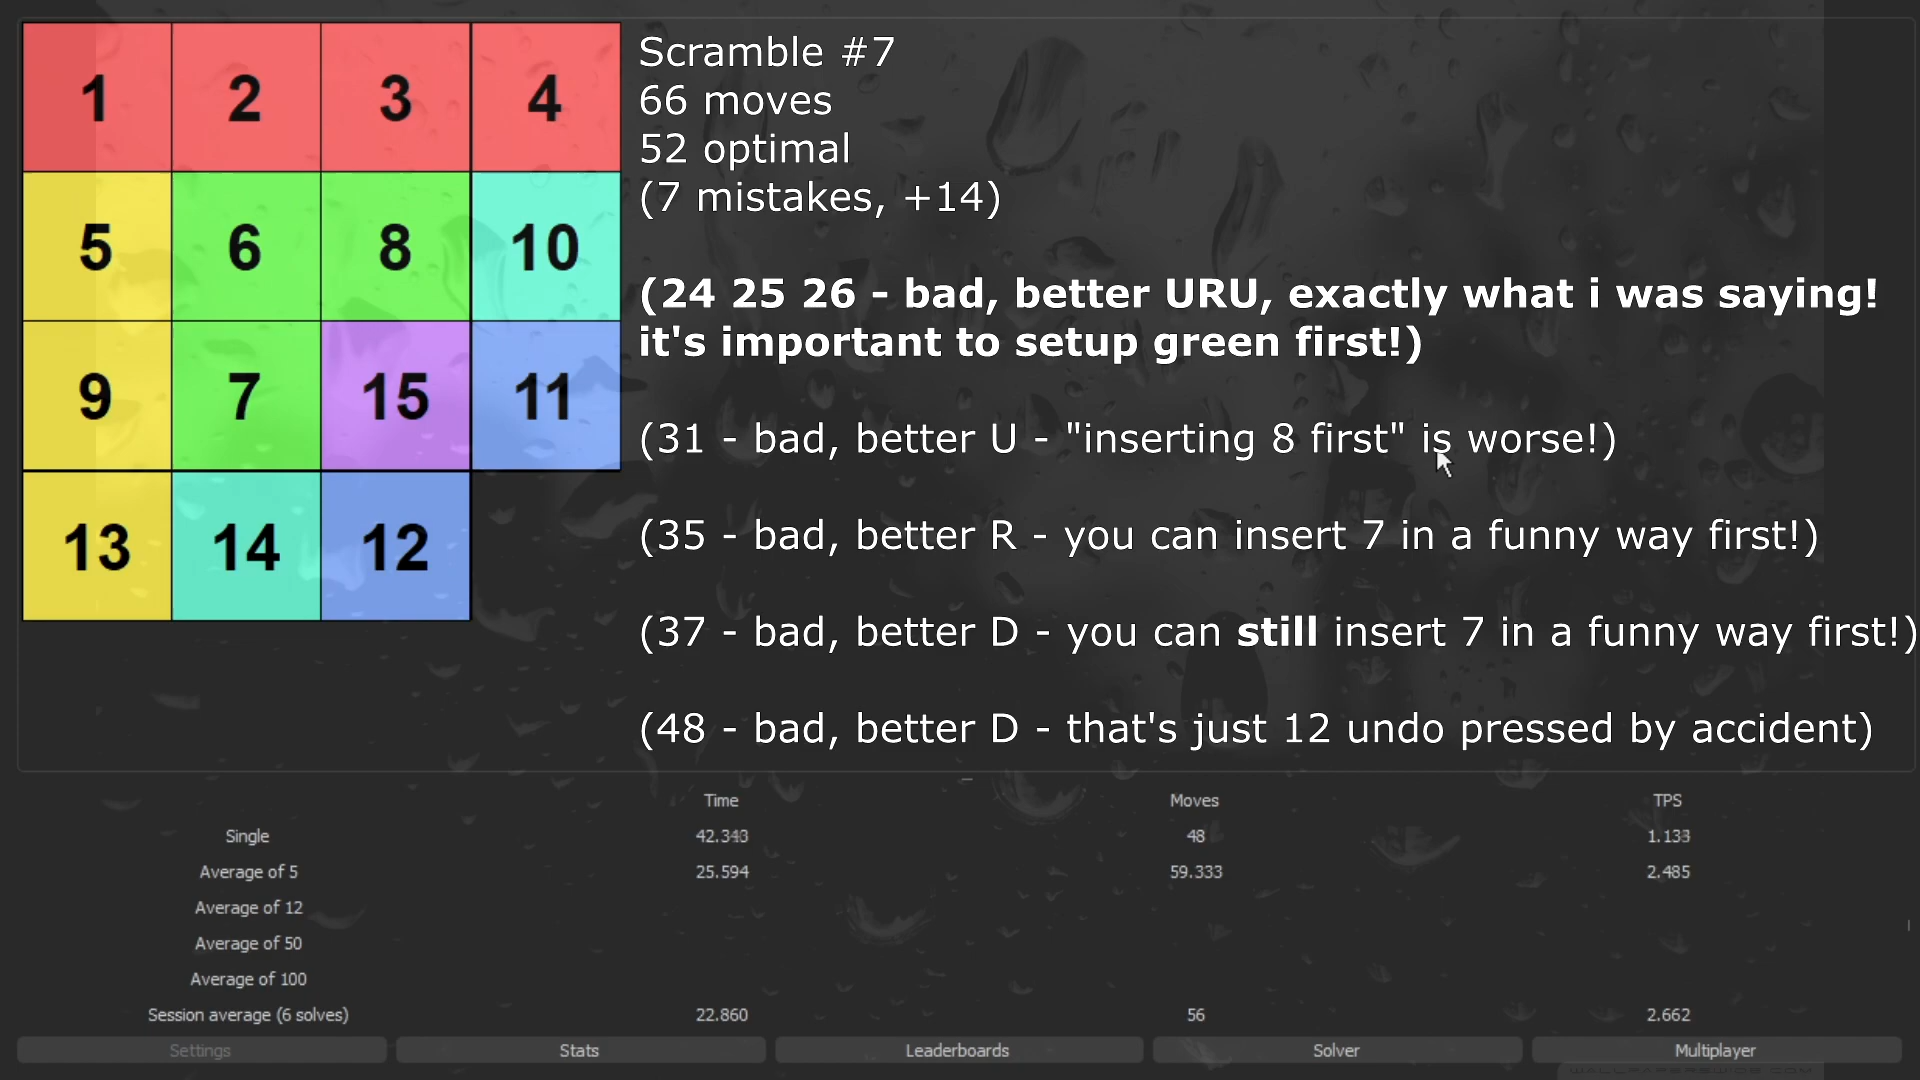 1 2 3 4
5 6 8 10
9 7 15 11
13 14 12
Scramble #7
66 moves
52 optimal
(7 mistakes, +14)
(24 25 26 - bad, better URU, exactly what i was saying!
it's important to setup green first!)
(31 - bad, better U - "inserting 8 first" is worse!)
(35 - bad, better R - you can insert 7 in a funny way first!)
(37 - bad, better D - you can still insert 7 in a funny way first!)
(48 - bad, better D - that's just 12 undo pressed by accident)
Time Moves TPS
Single 42.343 48 1.133
Average of 5 25.594 59.333 2.485
Average of 12
Average of 50
Average of 100
Session average (6 solves) 22.860 56 2.662
Settings Stats Leaderboards Solver Multiplayer